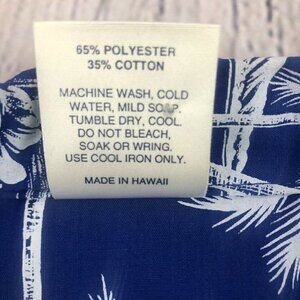 65% POLYESTER
35% COTTON
MACHINE WASH, COLD
WATER, MILD SOAP.
TUMBLE DRY, COOL.
DO NOT BLEACH,
SOAK OR WRING.
USE COOL IRON ONLY.
MADE IN HAWAII